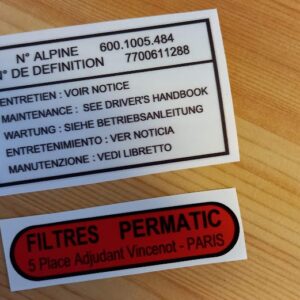 N° ALPINE 600.1005.484
N° DE DEFINITION 7700611288
ENTRETIEN : VOIR NOTICE
MAINTENANCE : SEE DRIVER'S HANDBOOK
WARTUNG : SIEHE BETRIEBSANLEITUNG
ENTRETENIMIENTO : VER NOTICIA
MANUTENZIONE : VEDI LIBRETTO
FILTRES PERMATIC
5 Place Adjudant Vincenot - PARIS